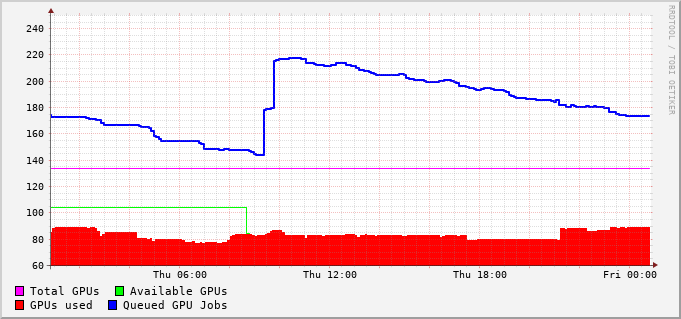 RRDTOOL / TOBI OETIKER
240
220
200
180
160
140
120
100
80
60
Thu 06:00 Thu 12:00 Thu 18:00 Fri 00:00
Total GPUs Available GPUs
GPUs used Queued GPU Jobs